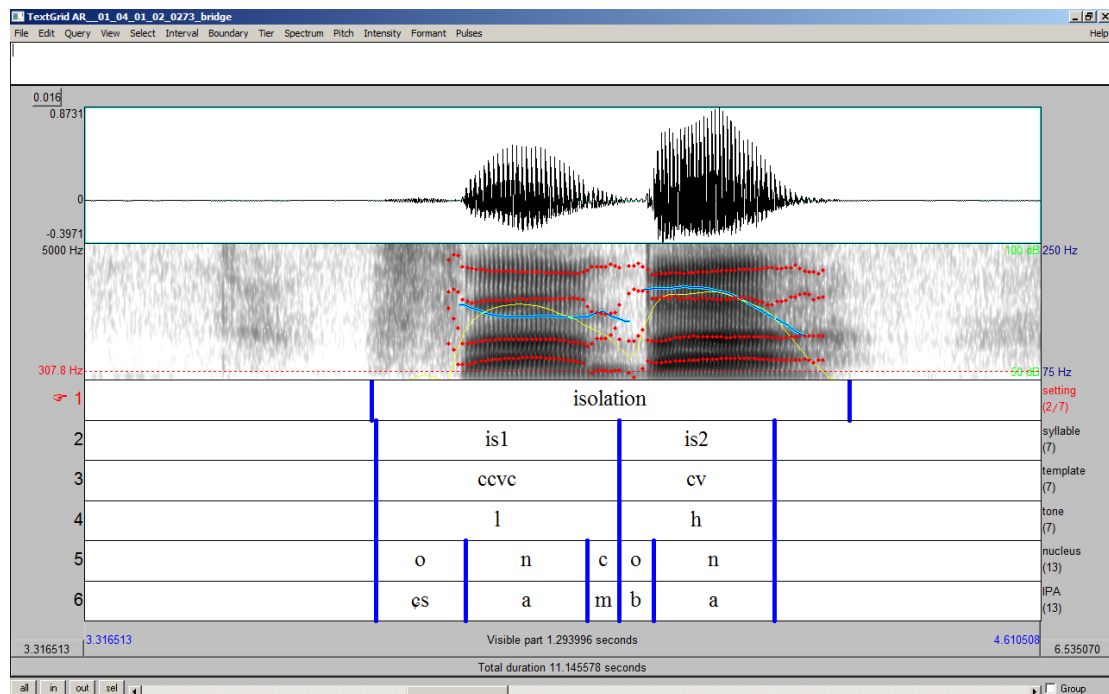 TextGrid AR__01_04_01_02_0273_bridge
File Edit Query View Select Interval Boundary Tier Spectrum Pitch Intensity Formant Pulses Help
0.016
0.8731
0
-0.3971
5000 Hz 100 dB 250 Hz
307.8 Hz 50 dB 75 Hz
1 isolation setting (2/7)
2 is1 is2 syllable (7)
3 ccvc cv template (7)
4 l h tone (7)
5 o n c o n nucleus (13)
6 a m b a IPA (13)
3.316513 3.316513 Visible part 1.293996 seconds 4.610508 6.535070
Total duration 11.145578 seconds
all in out sel Group